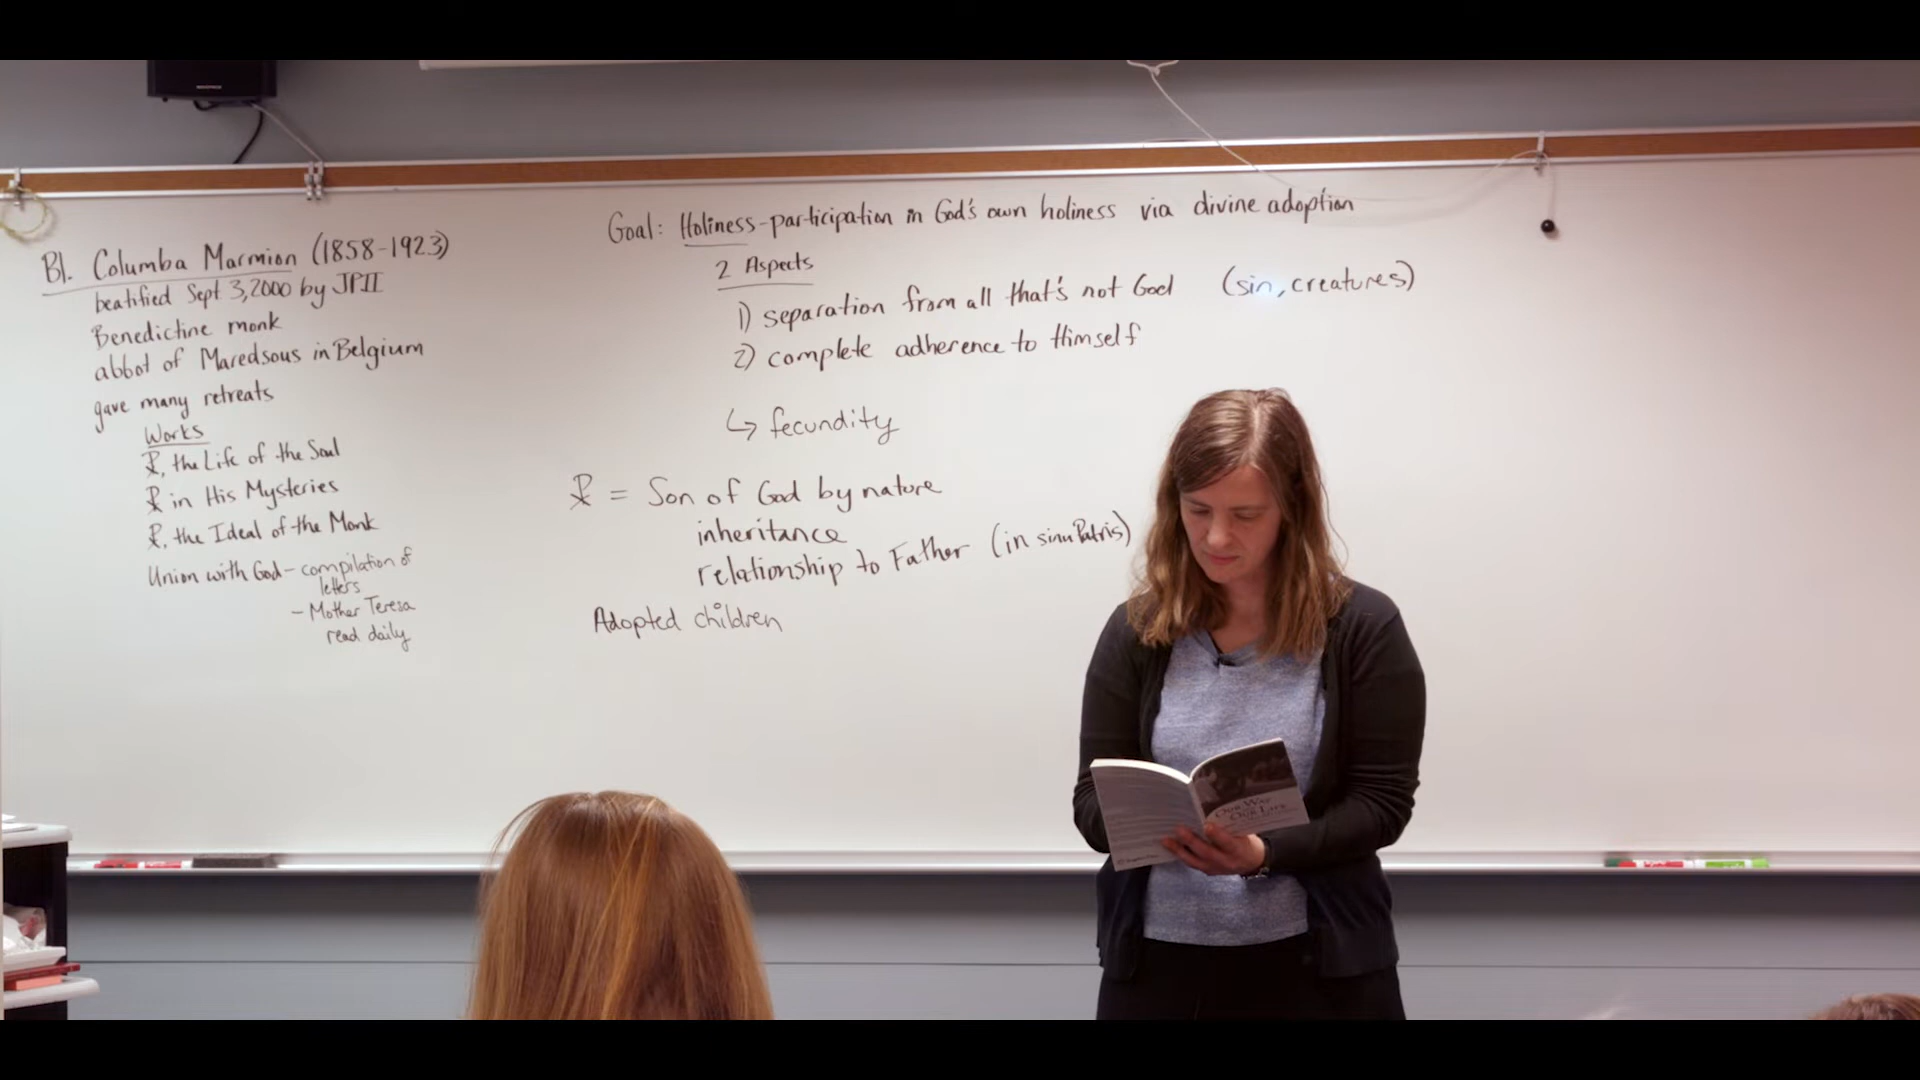 Bl. Columba Marmion (1858-1923)
beatified Sept 3, 2000 by JPII
Benedictine monk
abbot of Maredsous in Belgium
gave many retreats
Works
☧, the Life of the Soul
☧ in His Mysteries
☧, the Ideal of the Monk
Union with God - compilation of
letters
- Mother Teresa
read daily
Goal: Holiness - participation in God's own holiness via divine adoption
2 Aspects
1) separation from all that's not God (sin, creatures)
2) complete adherence to Himself
↳ fecundity
☧ = Son of God by nature
inheritance
relationship to Father (in sinu Patris)
Adopted children
Our Way
Our Life